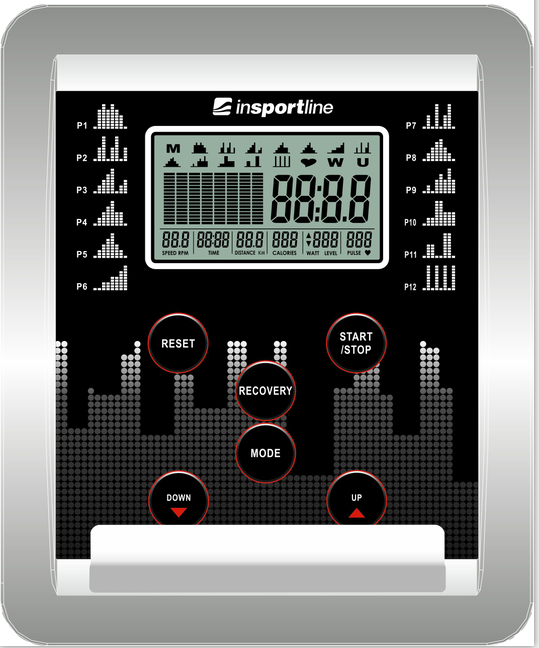 insportline
P1
P2
P3
P4
P5
P6
P7
P8
P9
P10
P11
P12
M
W U
88:8.8
88.8 88:88 88.8 888 888 888
SPEED RPM TIME DISTANCE KM CALORIES WATT LEVEL PULSE
RESET
START
/STOP
RECOVERY
MODE
DOWN
UP